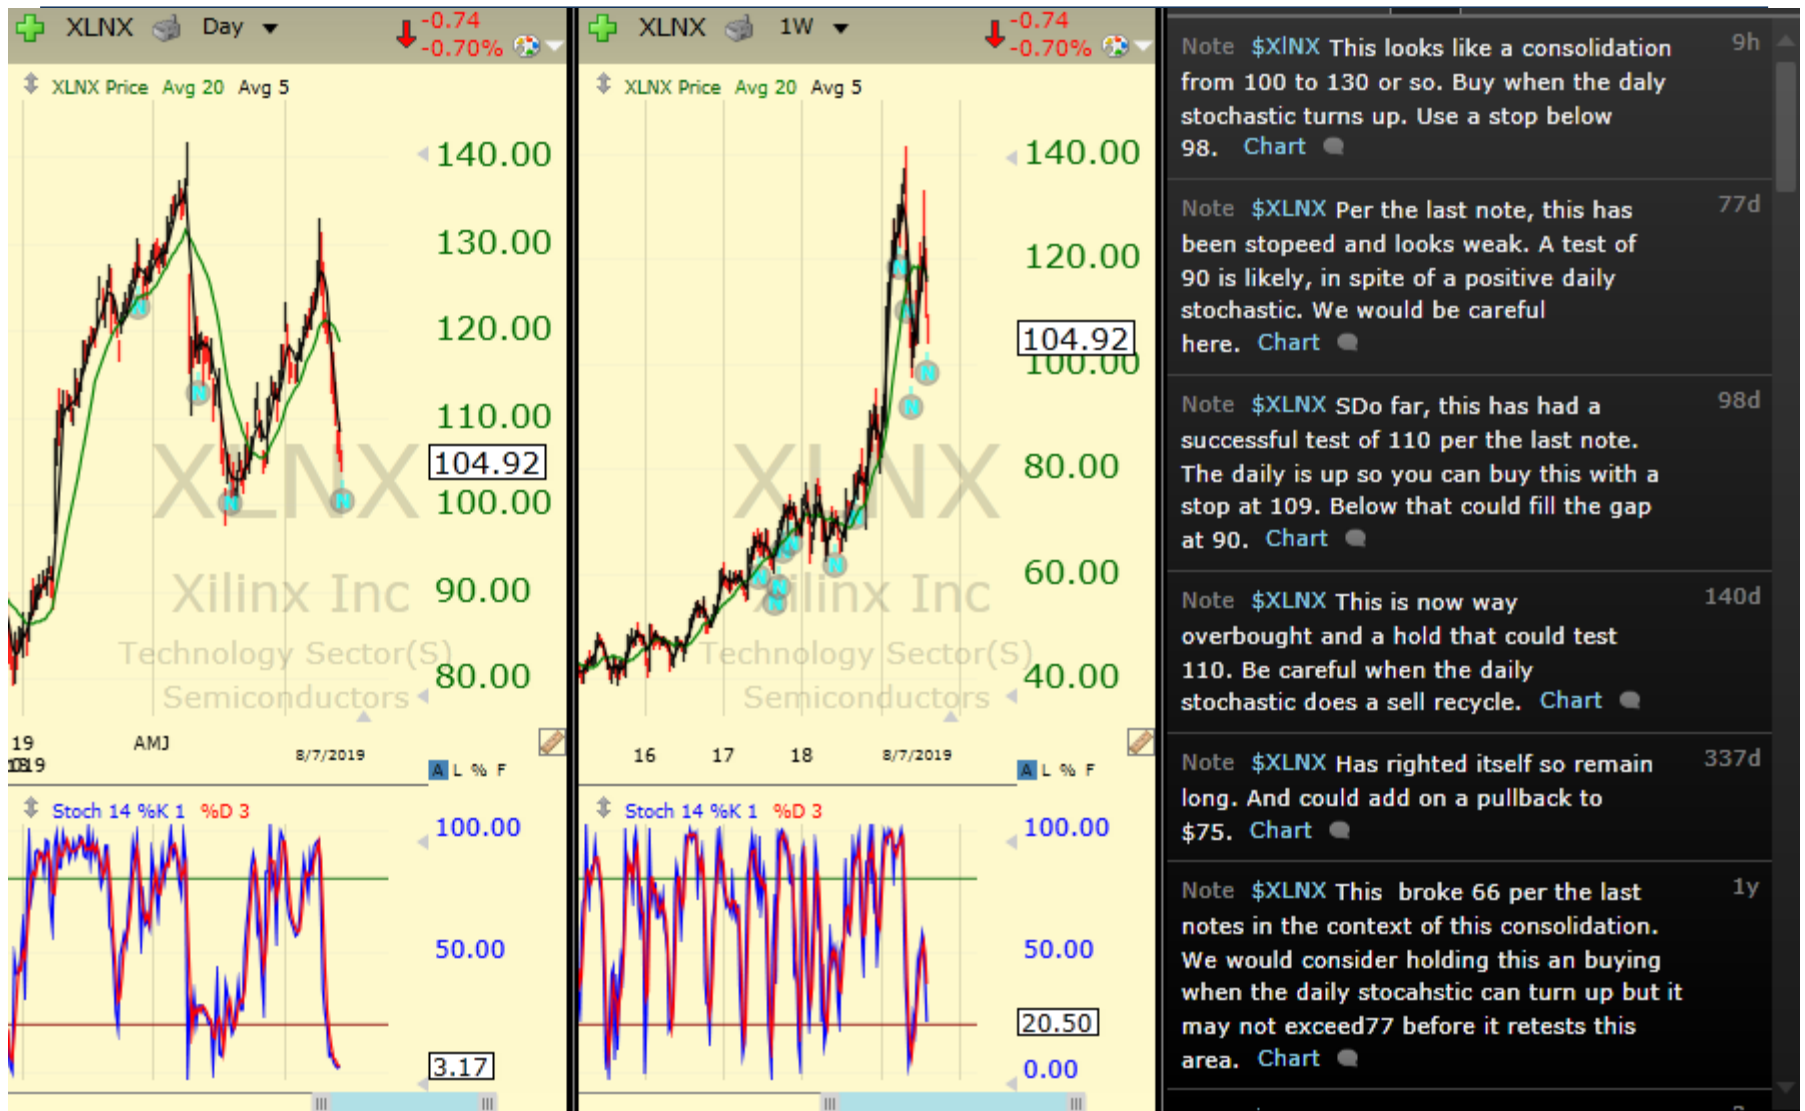 XLNX Day -0.74
-0.70%
XLNX Price Avg 20 Avg 5
140.00
130.00
120.00
110.00
104.92
100.00
90.00
80.00
XLNX
Xilinx Inc
Technology Sector(S)
Semiconductors
19 AMJ 8/7/2019
A L % F
Stoch 14 %K 1 %D 3
100.00
50.00
3.17
XLNX 1W -0.74
-0.70%
XLNX Price Avg 20 Avg 5
140.00
120.00
104.92
100.00
80.00
60.00
40.00
XLNX
Xilinx Inc
Technology Sector(S)
Semiconductors
16 17 18 8/7/2019
A L % F
Stoch 14 %K 1 %D 3
100.00
50.00
20.50
0.00
Note $XlNX This looks like a consolidation 9h
from 100 to 130 or so. Buy when the daly
stochastic turns up. Use a stop below
98. Chart
Note $XLNX Per the last note, this has 77d
been stopeed and looks weak. A test of
90 is likely, in spite of a positive daily
stochastic. We would be careful
here. Chart
Note $XLNX SDo far, this has had a 98d
successful test of 110 per the last note.
The daily is up so you can buy this with a
stop at 109. Below that could fill the gap
at 90. Chart
Note $XLNX This is now way 140d
overbought and a hold that could test
110. Be careful when the daily
stochastic does a sell recycle. Chart
Note $XLNX Has righted itself so remain 337d
long. And could add on a pullback to
$75. Chart
Note $XLNX This broke 66 per the last 1y
notes in the context of this consolidation.
We would consider holding this an buying
when the daily stocahstic can turn up but it
may not exceed77 before it retests this
area. Chart